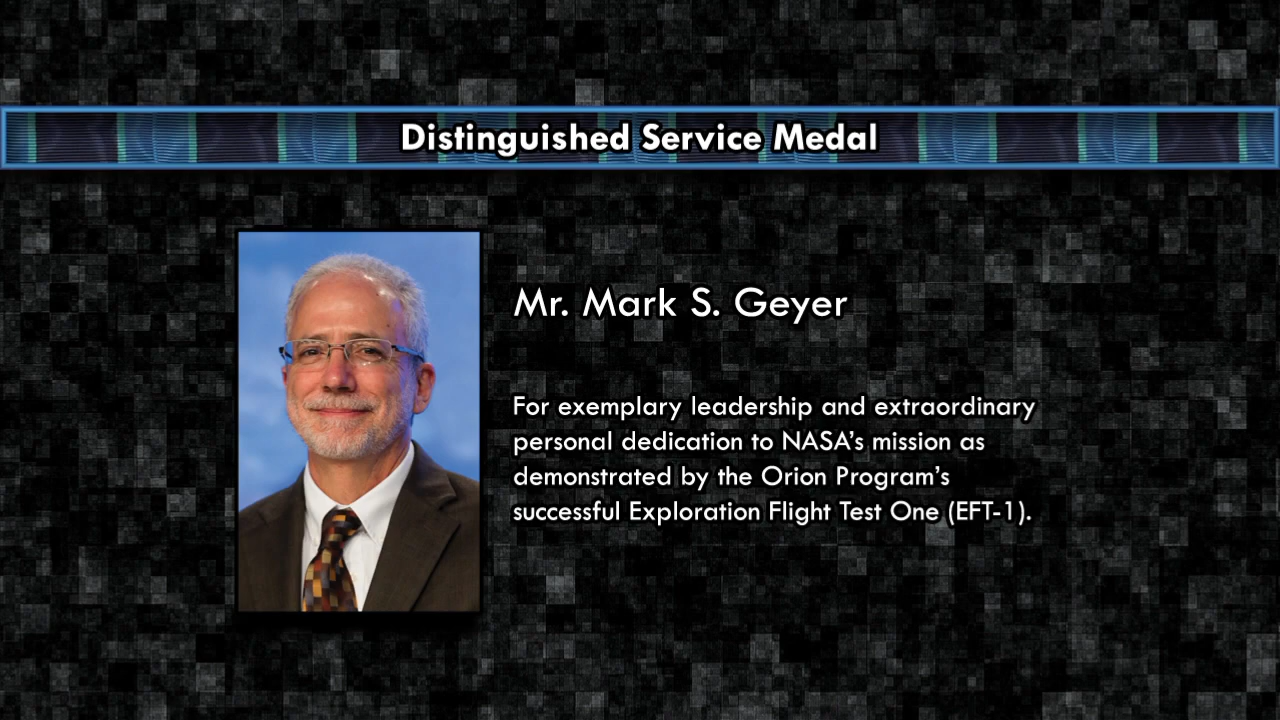 Distinguished Service Medal
Mr. Mark S. Geyer
For exemplary leadership and extraordinary
personal dedication to NASA’s mission as
demonstrated by the Orion Program’s
successful Exploration Flight Test One (EFT-1).